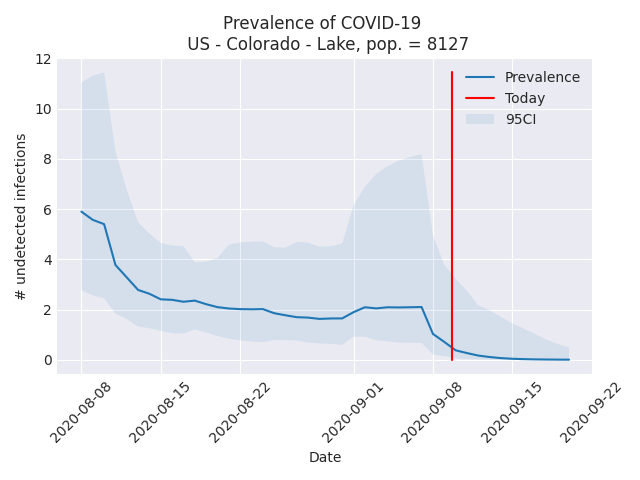 Prevalence of COVID-19
US - Colorado - Lake, pop. = 8127
12
10
8
6
4
2
0
# undetected infections
Prevalence
Today
95CI
2020-08-08
2020-08-15
2020-08-22
2020-09-01
2020-09-08
2020-09-15
2020-09-22
Date